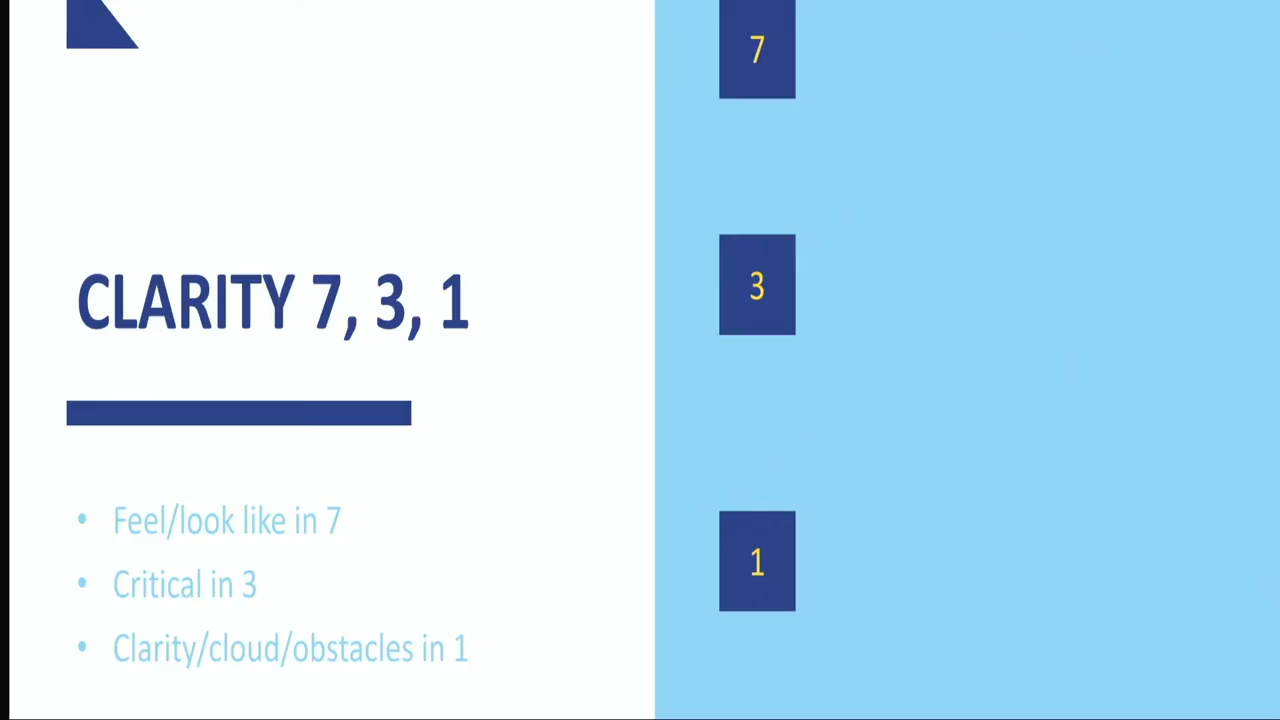 CLARITY 7, 3, 1
• Feel/look like in 7
• Critical in 3
• Clarity/cloud/obstacles in 1
7
3
1